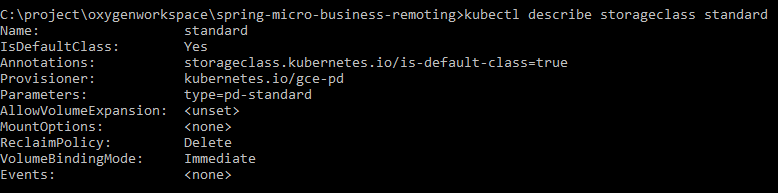 C:\project\oxygenworkspace\spring-micro-business-remoting>kubectl describe storageclass standard
Name:                  standard
IsDefaultClass:        Yes
Annotations:           storageclass.kubernetes.io/is-default-class=true
Provisioner:           kubernetes.io/gce-pd
Parameters:            type=pd-standard
AllowVolumeExpansion:  <unset>
MountOptions:          <none>
ReclaimPolicy:         Delete
VolumeBindingMode:     Immediate
Events:                <none>